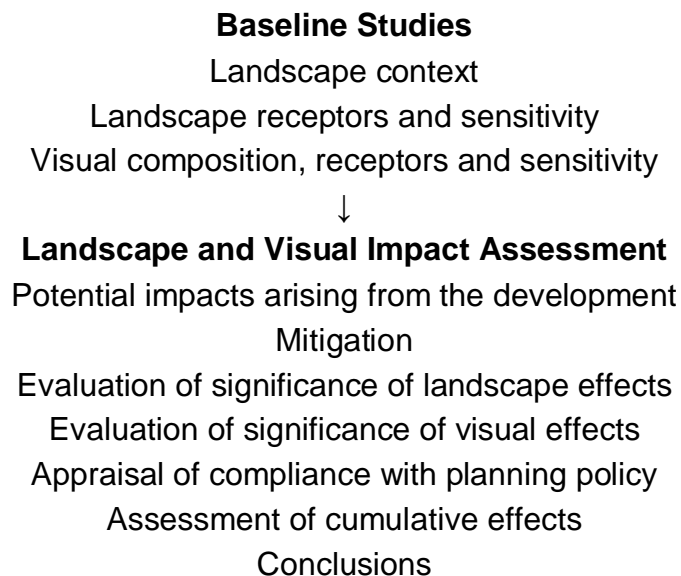 Baseline Studies
Landscape context
Landscape receptors and sensitivity
Visual composition, receptors and sensitivity
↓
Landscape and Visual Impact Assessment
Potential impacts arising from the development
Mitigation
Evaluation of significance of landscape effects
Evaluation of significance of visual effects
Appraisal of compliance with planning policy
Assessment of cumulative effects
Conclusions